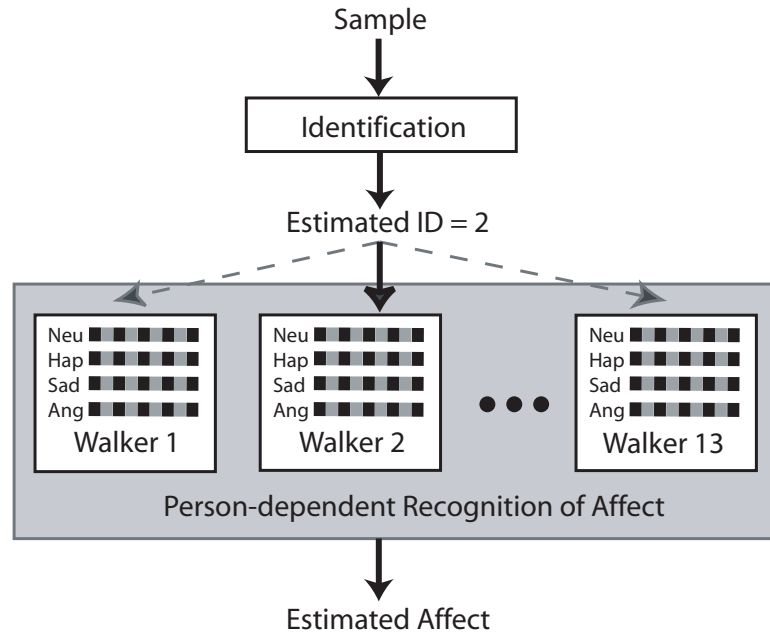 Sample
Identification
Estimated ID = 2
Neu
Hap
Sad
Ang
Walker 1
Neu
Hap
Sad
Ang
Walker 2
Neu
Hap
Sad
Ang
Walker 13
Person-dependent Recognition of Affect
Estimated Affect